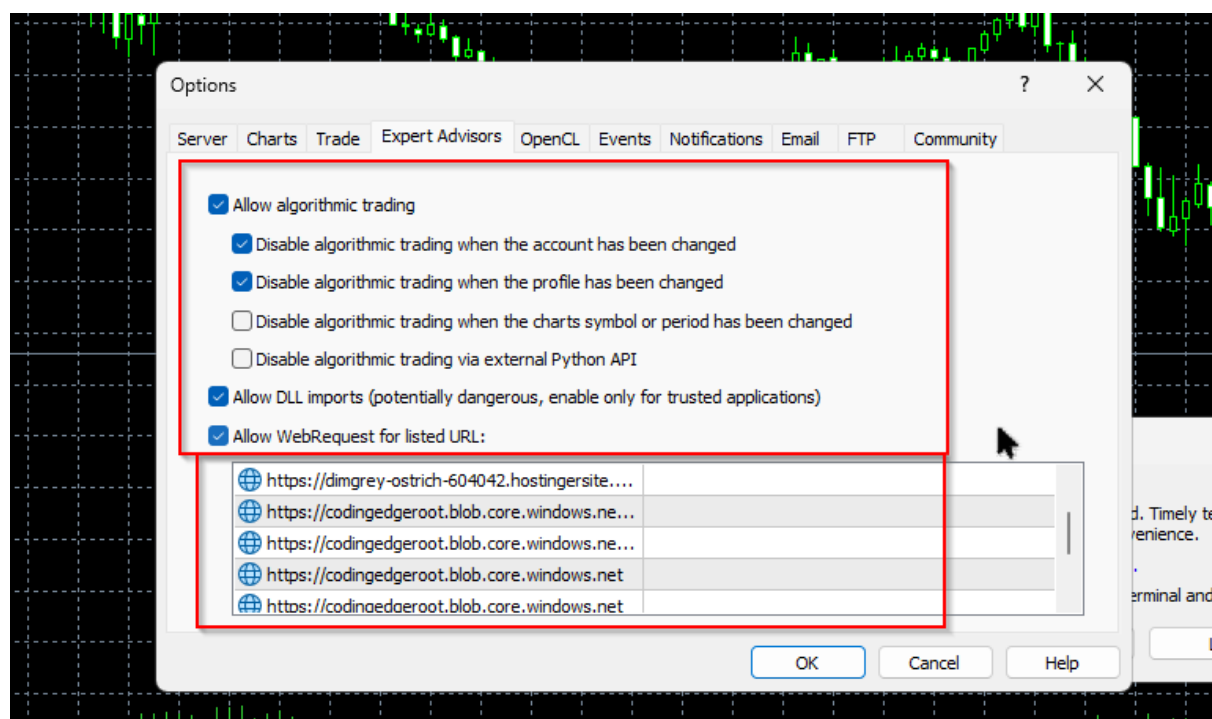 Options
?
Server Charts Trade Expert Advisors OpenCL Events Notifications Email FTP Community
Allow algorithmic trading
Disable algorithmic trading when the account has been changed
Disable algorithmic trading when the profile has been changed
Disable algorithmic trading when the charts symbol or period has been changed
Disable algorithmic trading via external Python API
Allow DLL imports (potentially dangerous, enable only for trusted applications)
Allow WebRequest for listed URL:
https://dimgrey-ostrich-604042.hostingersite....
https://codingedgeroot.blob.core.windows.ne...
https://codingedgeroot.blob.core.windows.ne...
https://codingedgeroot.blob.core.windows.net
https://codingedgeroot.blob.core.windows.net
d. Timely te
venience.
erminal and
OK Cancel Help